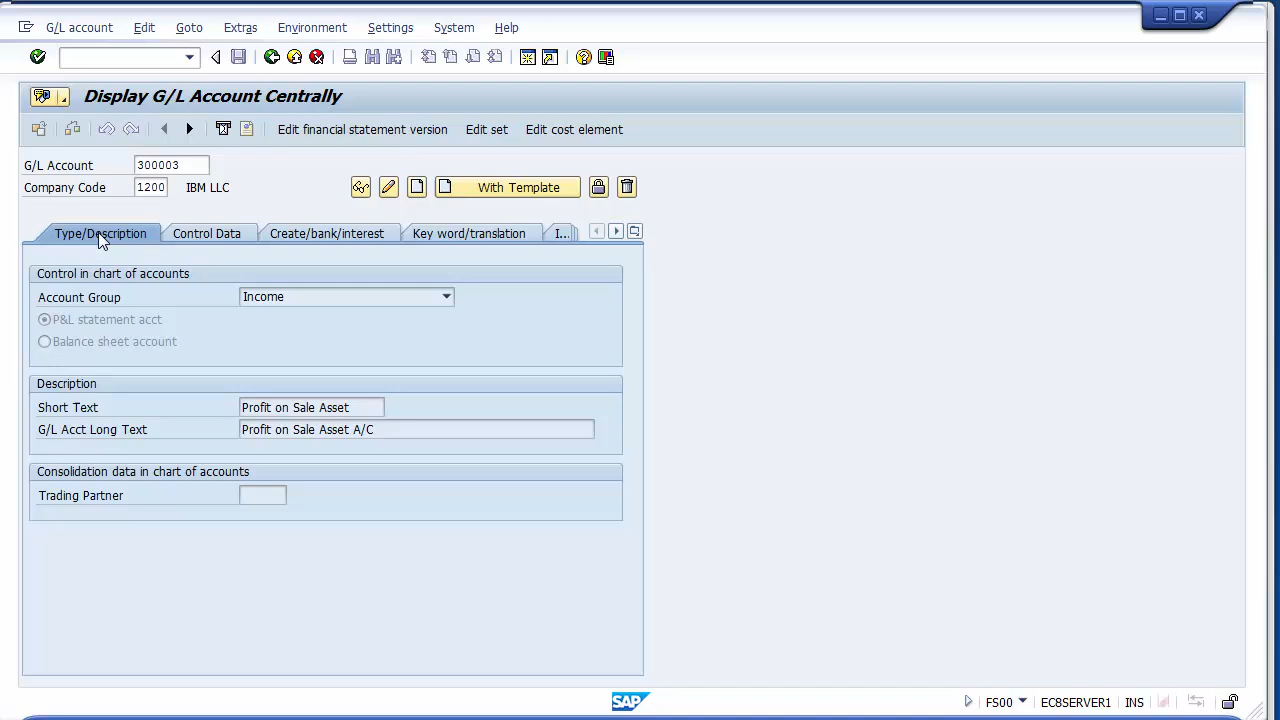 G/L account Edit Goto Extras Environment Settings System Help
Display G/L Account Centrally
Edit financial statement version Edit set Edit cost element
G/L Account 300003
Company Code 1200 IBM LLC With Template
Type/Description Control Data Create/bank/interest Key word/translation I...
Control in chart of accounts
Account Group Income
P&L statement acct
Balance sheet account
Description
Short Text Profit on Sale Asset
G/L Acct Long Text Profit on Sale Asset A/C
Consolidation data in chart of accounts
Trading Partner
SAP FS00 EC8SERVER1 INS